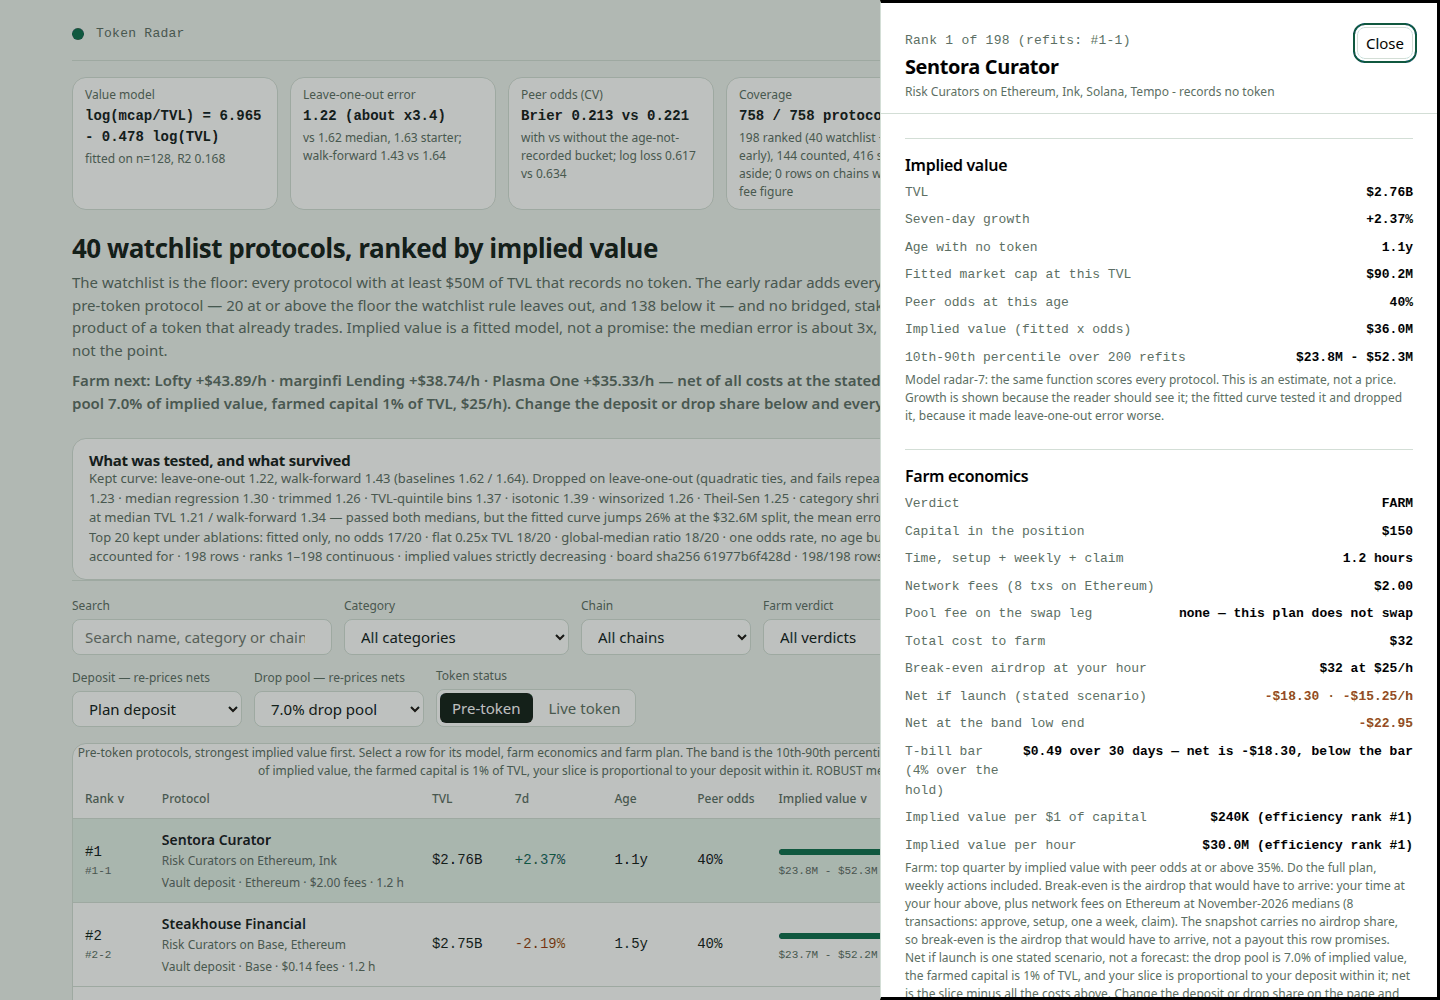 Token Radar
Value model
log(mcap/TVL) = 6.965
- 0.478 log(TVL)
fitted on n=128, R2 0.168
Leave-one-out error
1.22 (about x3.4)
vs 1.62 median, 1.63 starter;
walk-forward 1.43 vs 1.64
Peer odds (CV)
Brier 0.213 vs 0.221
with vs without the age-not-
recorded bucket; log loss 0.617
vs 0.634
Coverage
758 / 758 protoco
198 ranked (40 watchlist
early), 144 counted, 416 s
aside; 0 rows on chains w
fee figure
40 watchlist protocols, ranked by implied value
The watchlist is the floor: every protocol with at least $50M of TVL that records no token. The early radar adds every
pre-token protocol — 20 at or above the floor the watchlist rule leaves out, and 138 below it — and no bridged, stak
product of a token that already trades. Implied value is a fitted model, not a promise: the median error is about 3x,
not the point.
Farm next: Lofty +$43.89/h · marginfi Lending +$38.74/h · Plasma One +$35.33/h — net of all costs at the stated
pool 7.0% of implied value, farmed capital 1% of TVL, $25/h). Change the deposit or drop share below and every
What was tested, and what survived
Kept curve: leave-one-out 1.22, walk-forward 1.43 (baselines 1.62 / 1.64). Dropped on leave-one-out (quadratic ties, and fails repea
1.23 · median regression 1.30 · trimmed 1.26 · TVL-quintile bins 1.37 · isotonic 1.39 · winsorized 1.26 · Theil-Sen 1.25 · category shri
at median TVL 1.21 / walk-forward 1.34 — passed both medians, but the fitted curve jumps 26% at the $32.6M split, the mean erro
Top 20 kept under ablations: fitted only, no odds 17/20 · flat 0.25x TVL 18/20 · global-median ratio 18/20 · one odds rate, no age bu
accounted for · 198 rows · ranks 1–198 continuous · implied values strictly decreasing · board sha256 61977b6f428d · 198/198 rows
Search
Category
Chain
Farm verdict
Search name, category or chain
All categories
All chains
All verdicts
Deposit — re-prices nets
Drop pool — re-prices nets
Token status
Plan deposit
7.0% drop pool
Pre-token
Live token
Pre-token protocols, strongest implied value first. Select a row for its model, farm economics and farm plan. The band is the 10th-90th percenti
of implied value, the farmed capital is 1% of TVL, your slice is proportional to your deposit within it. ROBUST me
Rank v
Protocol
TVL
7d
Age
Peer odds
Implied value v
#1
#1-1
Sentora Curator
Risk Curators on Ethereum, Ink
Vault deposit · Ethereum · $2.00 fees · 1.2 h
$2.76B
+2.37%
1.1y
40%
$23.8M - $52.3M
#2
#2-2
Steakhouse Financial
Risk Curators on Base, Ethereum
Vault deposit · Base · $0.14 fees · 1.2 h
$2.75B
-2.19%
1.5y
40%
$23.7M - $52.2M
Rank 1 of 198 (refits: #1-1)
Sentora Curator
Risk Curators on Ethereum, Ink, Solana, Tempo - records no token
Close
Implied value
TVL $2.76B
Seven-day growth +2.37%
Age with no token 1.1y
Fitted market cap at this TVL $90.2M
Peer odds at this age 40%
Implied value (fitted x odds) $36.0M
10th-90th percentile over 200 refits $23.8M - $52.3M
Model radar-7: the same function scores every protocol. This is an estimate, not a price.
Growth is shown because the reader should see it; the fitted curve tested it and dropped
it, because it made leave-one-out error worse.
Farm economics
Verdict FARM
Capital in the position $150
Time, setup + weekly + claim 1.2 hours
Network fees (8 txs on Ethereum) $2.00
Pool fee on the swap leg none — this plan does not swap
Total cost to farm $32
Break-even airdrop at your hour $32 at $25/h
Net if launch (stated scenario) -$18.30 · -$15.25/h
Net at the band low end -$22.95
T-bill bar $0.49 over 30 days — net is -$18.30, below the bar
(4% over the
hold)
Implied value per $1 of capital $240K (efficiency rank #1)
Implied value per hour $30.0M (efficiency rank #1)
Farm: top quarter by implied value with peer odds at or above 35%. Do the full plan,
weekly actions included. Break-even is the airdrop that would have to arrive: your time at
your hour above, plus network fees on Ethereum at November-2026 medians (8
transactions: approve, setup, one a week, claim). The snapshot carries no airdrop share,
so break-even is the airdrop that would have to arrive, not a payout this row promises.
Net if launch is one stated scenario, not a forecast: the drop pool is 7.0% of implied value,
the farmed capital is 1% of TVL, and your slice is proportional to your deposit within it; net
is the slice minus all the costs above. Change the deposit or drop share on the page and